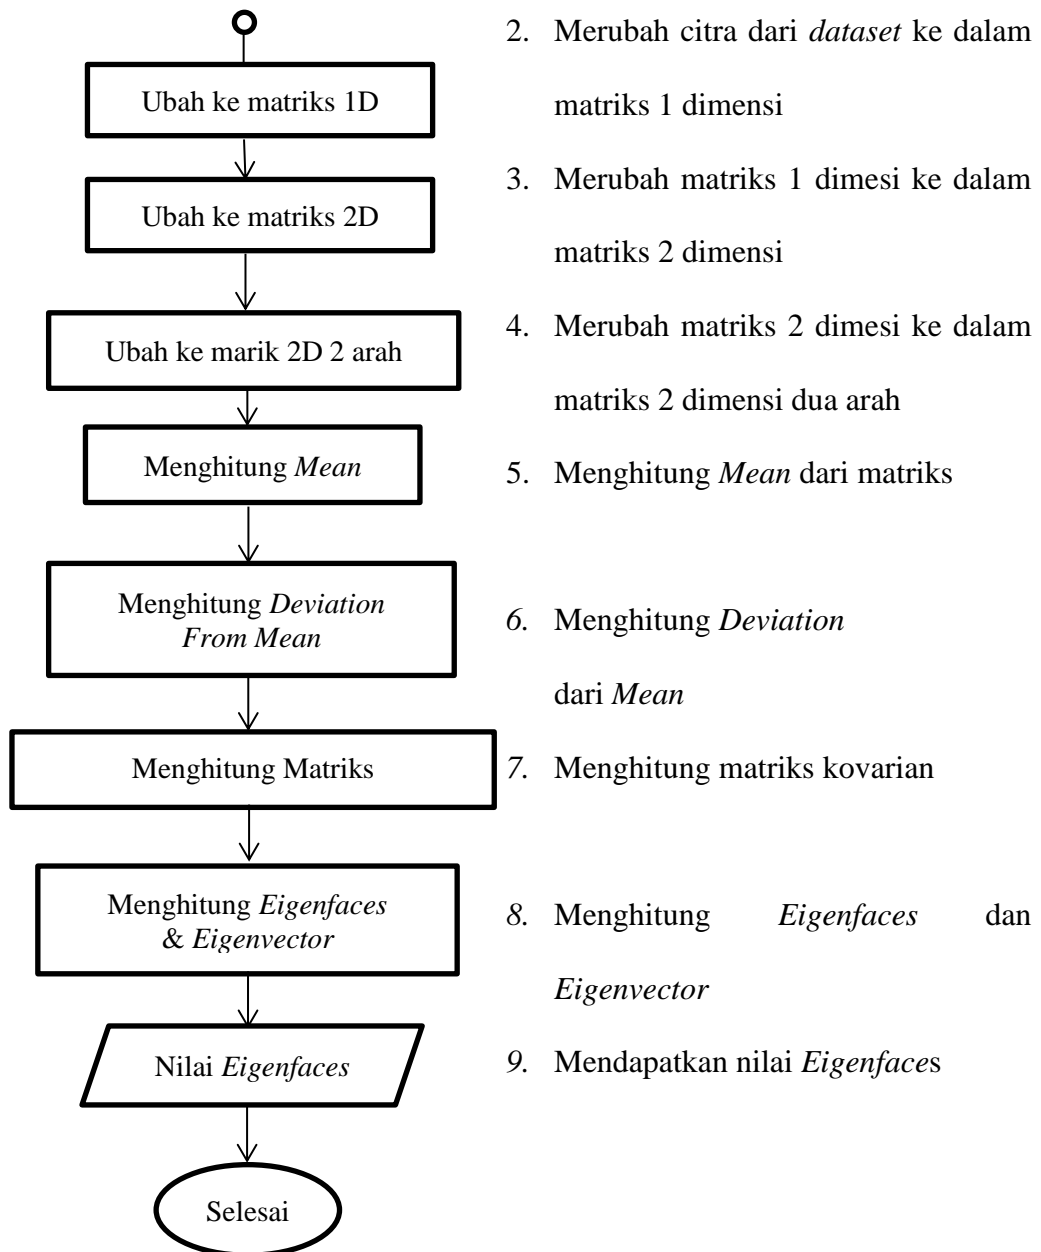 Ubah ke matriks 1D
Ubah ke matriks 2D
Ubah ke marik 2D 2 arah
Menghitung Mean
Menghitung Deviation
From Mean
Menghitung Matriks
Menghitung Eigenfaces
& Eigenvector
Nilai Eigenfaces
Selesai
2. Merubah citra dari dataset ke dalam
matriks 1 dimensi
3. Merubah matriks 1 dimesi ke dalam
matriks 2 dimensi
4. Merubah matriks 2 dimesi ke dalam
matriks 2 dimensi dua arah
5. Menghitung Mean dari matriks
6. Menghitung Deviation
dari Mean
7. Menghitung matriks kovarian
8. Menghitung Eigenfaces dan
Eigenvector
9. Mendapatkan nilai Eigenfaces